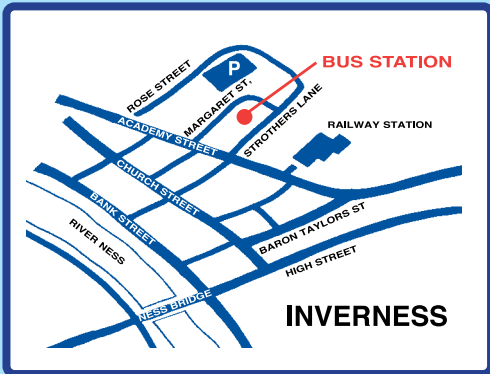 BUS STATION
P
ROSE STREET
MARGARET ST.
STROTHERS LANE
RAILWAY STATION
ACADEMY STREET
CHURCH STREET
BANK STREET
RIVER NESS
BARON TAYLORS ST
HIGH STREET
NESS BRIDGE
INVERNESS